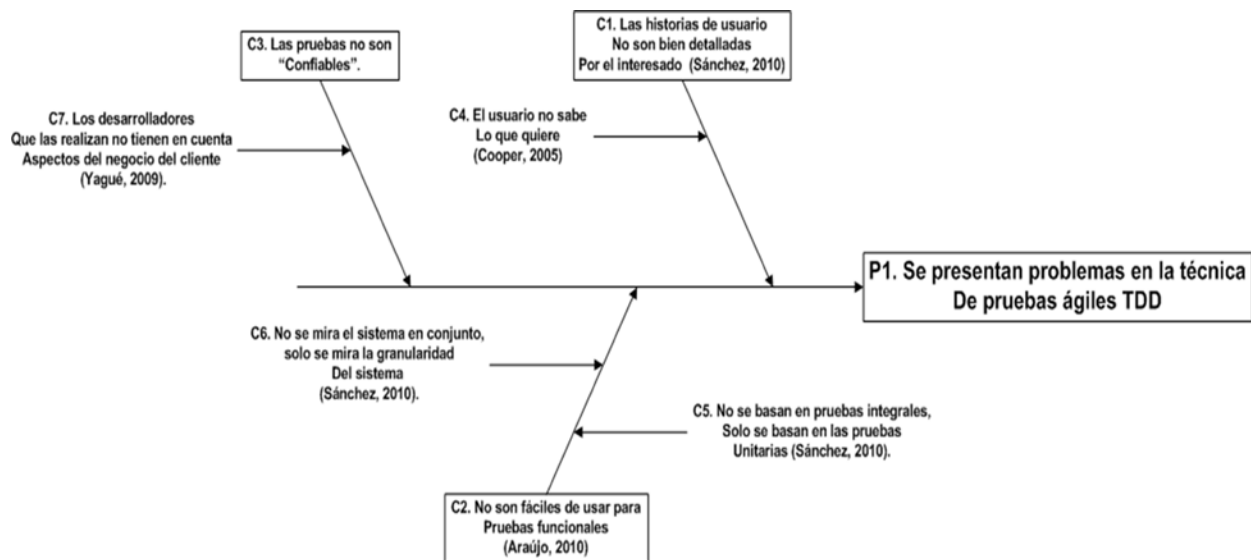 C1. Las historias de usuario
No son bien detalladas
Por el interesado (Sánchez, 2010)
C3. Las pruebas no son
“Confiables”.
C7. Los desarrolladores
Que las realizan no tienen en cuenta
Aspectos del negocio del cliente
(Yagué, 2009).
C4. El usuario no sabe
Lo que quiere
(Cooper, 2005)
P1. Se presentan problemas en la técnica
De pruebas ágiles TDD
C6. No se mira el sistema en conjunto,
solo se mira la granularidad
Del sistema
(Sánchez, 2010).
C5. No se basan en pruebas integrales,
Solo se basan en las pruebas
Unitarias (Sánchez, 2010).
C2. No son fáciles de usar para
Pruebas funcionales
(Araújo, 2010)